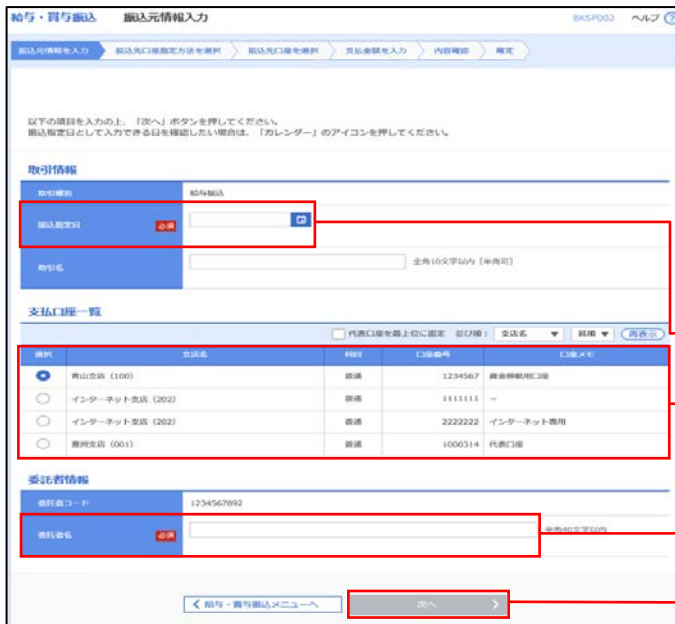 給与・賞与振込 振込元情報入力 BKSF002 ヘルプ ?
振込元情報を入力 振込先口座指定方法を選択 振込先口座を選択 支払金額を入力 内容確認 確定
以下の項目を入力の上、「次へ」ボタンを押してください。
振込指定日として入力できる日を確認したい場合は、「カレンダー」のアイコンを押してください。
取引情報
取引種別 給与振込
振込指定日 必須
取引名 全角10文字以内 [半角可]
支払口座一覧
代表口座を最上位に固定 並び順： 支店名 昇順 再表示
選択 支店名 科目 口座番号 口座メモ
青山支店 (100) 普通 1234567 資金移動用口座
インターネット支店 (202) 普通 1111111 －
インターネット支店 (202) 普通 2222222 インターネット専用
豊洲支店 (001) 普通 1000314 代表口座
委託者情報
委託者コード 1234567892
委託者名 必須 半角40文字以内
給与・賞与振込メニューへ 次へ